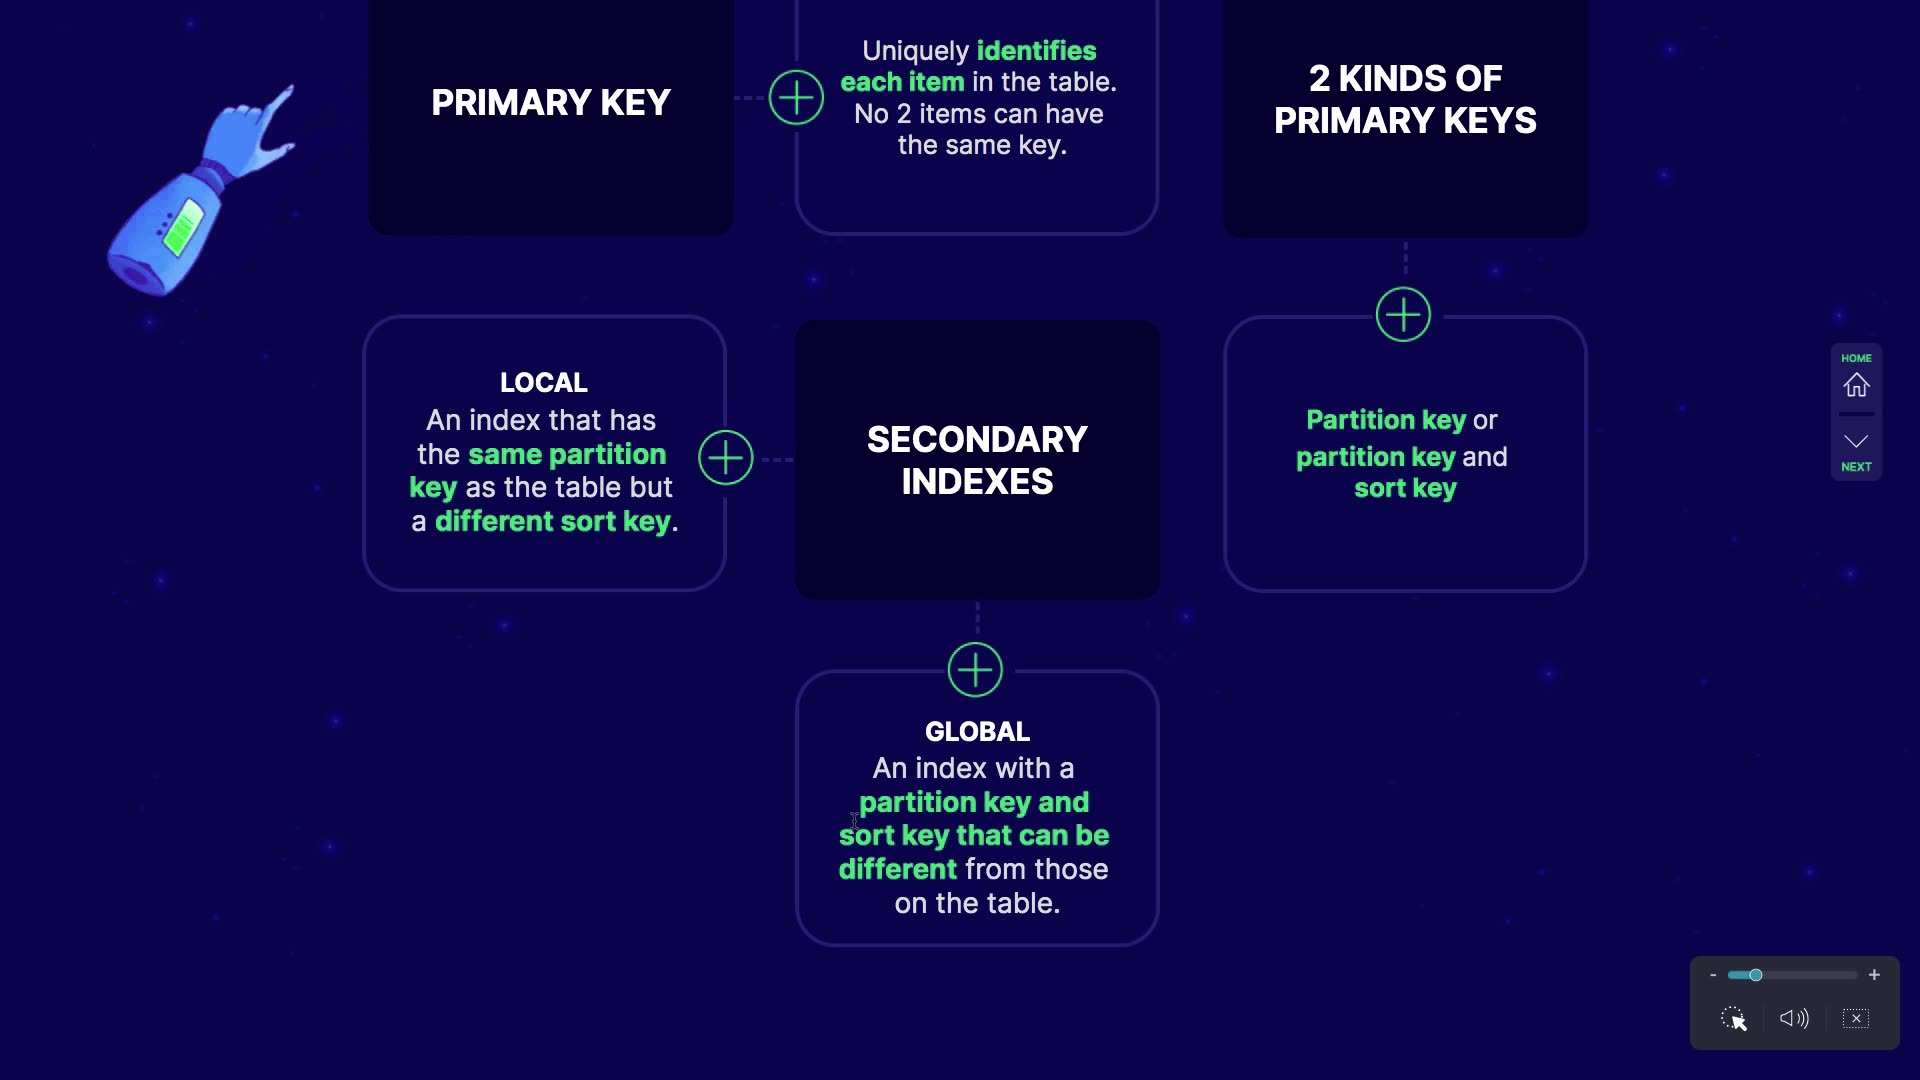 PRIMARY KEY
Uniquely identifies
each item in the table.
No 2 items can have
the same key.
2 KINDS OF
PRIMARY KEYS
LOCAL
An index that has
the same partition
key as the table but
a different sort key.
SECONDARY
INDEXES
Partition key or
partition key and
sort key
GLOBAL
An index with a
partition key and
sort key that can be
different from those
on the table.
HOME
NEXT
- +